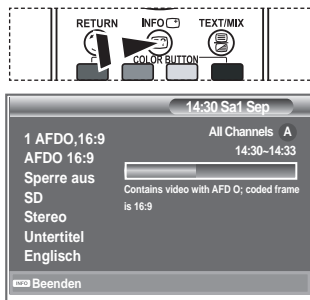 RETURN INFO TEXT/MIX
COLOR BUTTON
14:30 Sa1 Sep
All Channels A
14:30~14:33
1 AFDO,16:9
AFDO 16:9
Sperre aus
SD
Stereo
Untertitel
Englisch
Contains video with AFD O; coded frame
is 16:9
INFO Beenden